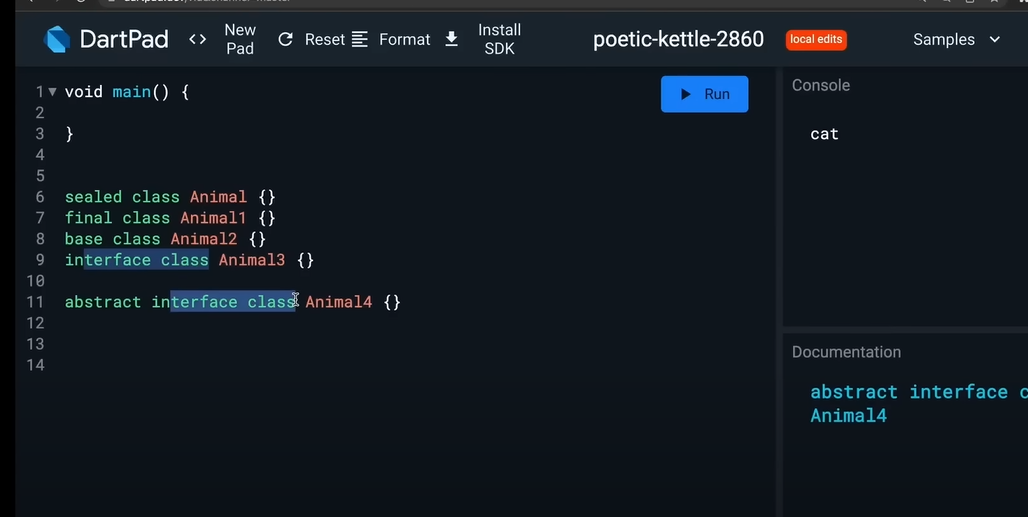 DartPad <> New Pad Reset Format Install SDK poetic-kettle-2860 local edits Samples
1 void main() {
2
3 }
4
5
6 sealed class Animal {}
7 final class Animal1 {}
8 base class Animal2 {}
9 interface class Animal3 {}
10
11 abstract interface class Animal4 {}
12
13
14
Run
Console
cat
Documentation
abstract interface c
Animal4